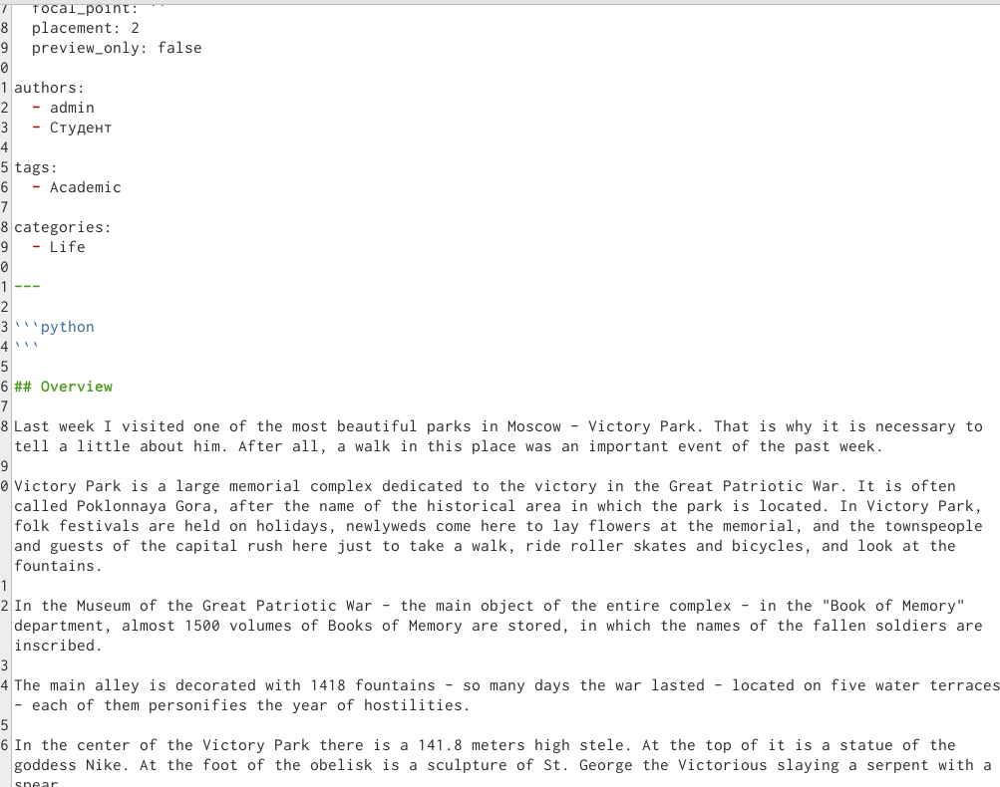 7 focal_point: ''
8 placement: 2
9 preview_only: false
0
1 authors:
2 - admin
3 - Студент
4
5 tags:
6 - Academic
7
8 categories:
9 - Life
0
1 ---
2
3 ```python
4 ```
5
6 ## Overview
7
8 Last week I visited one of the most beautiful parks in Moscow - Victory Park. That is why it is necessary to
tell a little about him. After all, a walk in this place was an important event of the past week.
9
0 Victory Park is a large memorial complex dedicated to the victory in the Great Patriotic War. It is often
called Poklonnaya Gora, after the name of the historical area in which the park is located. In Victory Park,
folk festivals are held on holidays, newlyweds come here to lay flowers at the memorial, and the townspeople
and guests of the capital rush here just to take a walk, ride roller skates and bicycles, and look at the
fountains.
1
2 In the Museum of the Great Patriotic War - the main object of the entire complex - in the "Book of Memory"
department, almost 1500 volumes of Books of Memory are stored, in which the names of the fallen soldiers are
inscribed.
3
4 The main alley is decorated with 1418 fountains - so many days the war lasted - located on five water terraces
- each of them personifies the year of hostilities.
5
6 In the center of the Victory Park there is a 141.8 meters high stele. At the top of it is a statue of the
goddess Nike. At the foot of the obelisk is a sculpture of St. George the Victorious slaying a serpent with a
spear.